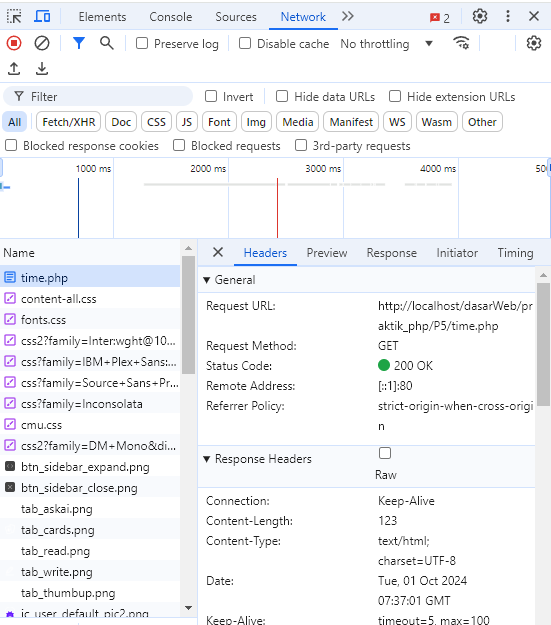 Elements Console Sources Network 2
Preserve log Disable cache No throttling
Filter Invert Hide data URLs Hide extension URLs
All Fetch/XHR Doc CSS JS Font Img Media Manifest WS Wasm Other
Blocked response cookies Blocked requests 3rd-party requests
1000 ms 2000 ms 3000 ms 4000 ms 500
Name
time.php
content-all.css
fonts.css
css2?family=Inter:wght@10...
css?family=IBM+Plex+Sans:...
css?family=Source+Sans+Pr...
css?family=Inconsolata
cmu.css
css2?family=DM+Mono&di...
btn_sidebar_expand.png
btn_sidebar_close.png
tab_askai.png
tab_cards.png
tab_read.png
tab_write.png
tab_thumbup.png
ic_user_default_pic2.png
Headers Preview Response Initiator Timing
General
Request URL: http://localhost/dasarWeb/pr
aktik_php/P5/time.php
Request Method: GET
Status Code: 200 OK
Remote Address: [::1]:80
Referrer Policy: strict-origin-when-cross-origi
n
Response Headers
Raw
Connection: Keep-Alive
Content-Length: 123
Content-Type: text/html;
charset=UTF-8
Date: Tue, 01 Oct 2024
07:37:01 GMT
Keep-Alive: timeout=5, max=100